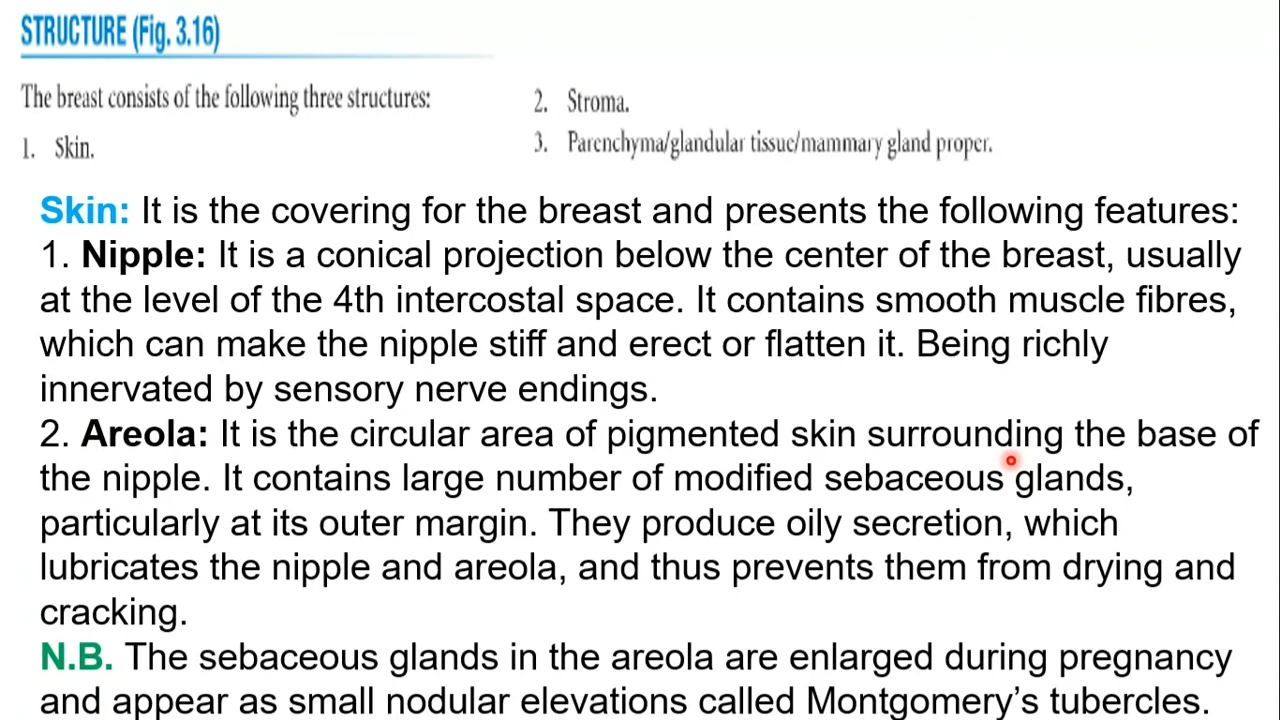 STRUCTURE (Fig. 3.16)
The breast consists of the following three structures:
1. Skin.
2. Stroma.
3. Parenchyma/glandular tissue/mammary gland proper.
Skin: It is the covering for the breast and presents the following features:
1. Nipple: It is a conical projection below the center of the breast, usually
at the level of the 4th intercostal space. It contains smooth muscle fibres,
which can make the nipple stiff and erect or flatten it. Being richly
innervated by sensory nerve endings.
2. Areola: It is the circular area of pigmented skin surrounding the base of
the nipple. It contains large number of modified sebaceous glands,
particularly at its outer margin. They produce oily secretion, which
lubricates the nipple and areola, and thus prevents them from drying and
cracking.
N.B. The sebaceous glands in the areola are enlarged during pregnancy
and appear as small nodular elevations called Montgomery’s tubercles.